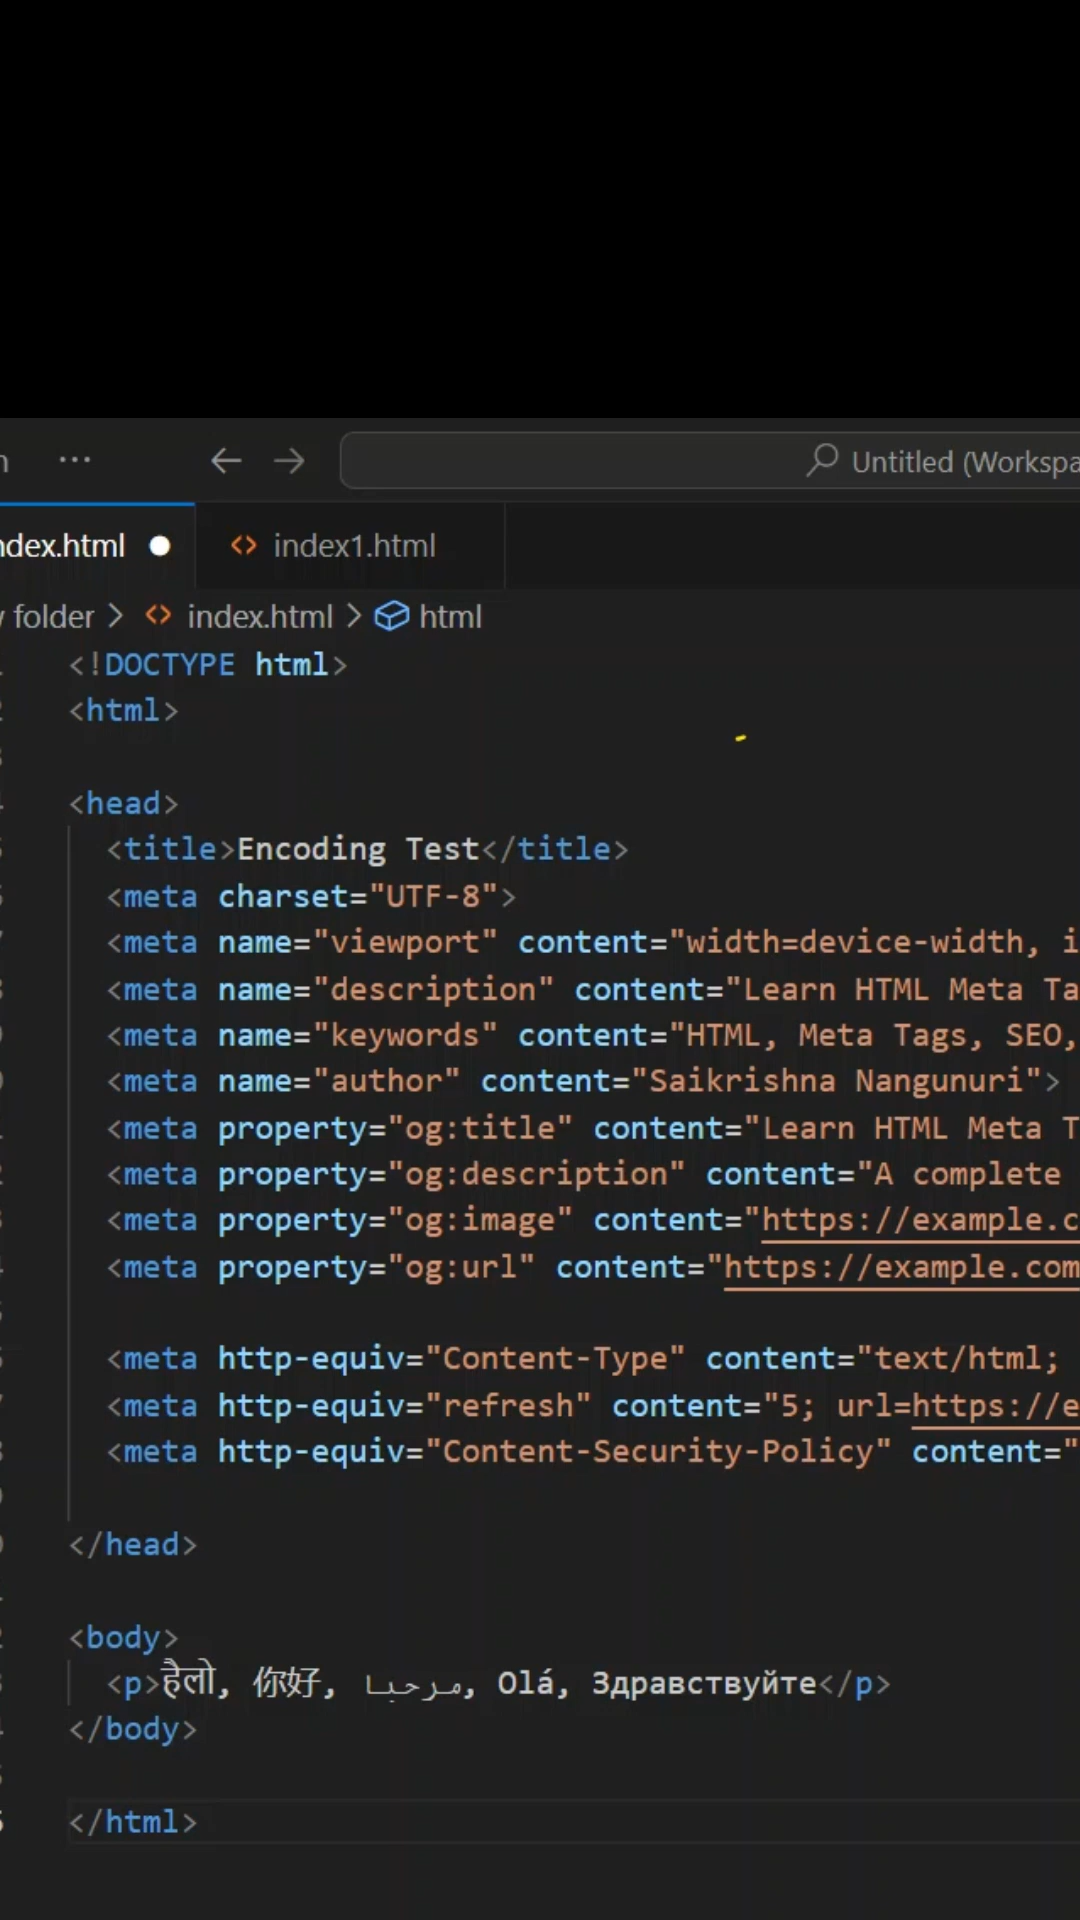 Untitled (Workspa
ndex.html
index1.html
folder > index.html > html
<!DOCTYPE html>
<html>
<head>
<title>Encoding Test</title>
<meta charset="UTF-8">
<meta name="viewport" content="width=device-width, i
<meta name="description" content="Learn HTML Meta Ta
<meta name="keywords" content="HTML, Meta Tags, SEO,
<meta name="author" content="Saikrishna Nangunuri">
<meta property="og:title" content="Learn HTML Meta T
<meta property="og:description" content="A complete
<meta property="og:image" content="https://example.c
<meta property="og:url" content="https://example.com
<meta http-equiv="Content-Type" content="text/html;
<meta http-equiv="refresh" content="5; url=https://e
<meta http-equiv="Content-Security-Policy" content="
</head>
<body>
<p>हैलो, 你好, مرحبا, Olá, Здравствуйте</p>
</body>
</html>